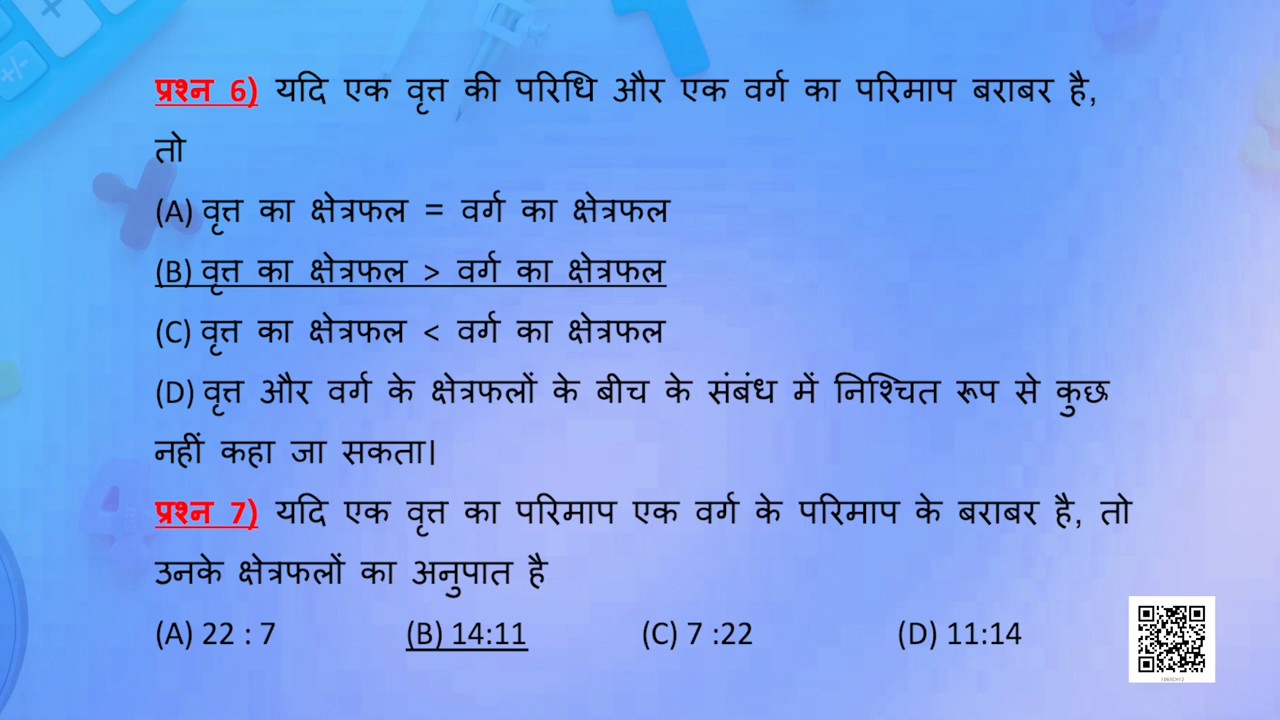 प्रश्न 6) यदि एक वृत्त की परिधि और एक वर्ग का परिमाप बराबर है,
तो
(A) वृत्त का क्षेत्रफल = वर्ग का क्षेत्रफल
(B) वृत्त का क्षेत्रफल > वर्ग का क्षेत्रफल
(C) वृत्त का क्षेत्रफल < वर्ग का क्षेत्रफल
(D) वृत्त और वर्ग के क्षेत्रफलों के बीच के संबंध में निश्चित रूप से कुछ
नहीं कहा जा सकता।
प्रश्न 7) यदि एक वृत्त का परिमाप एक वर्ग के परिमाप के बराबर है, तो
उनके क्षेत्रफलों का अनुपात है
(A) 22 : 7 (B) 14:11 (C) 7 :22 (D) 11:14